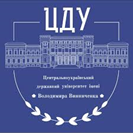 ЦДУ
Центральноукраїнський
державний університет імені
Володимира Винниченка